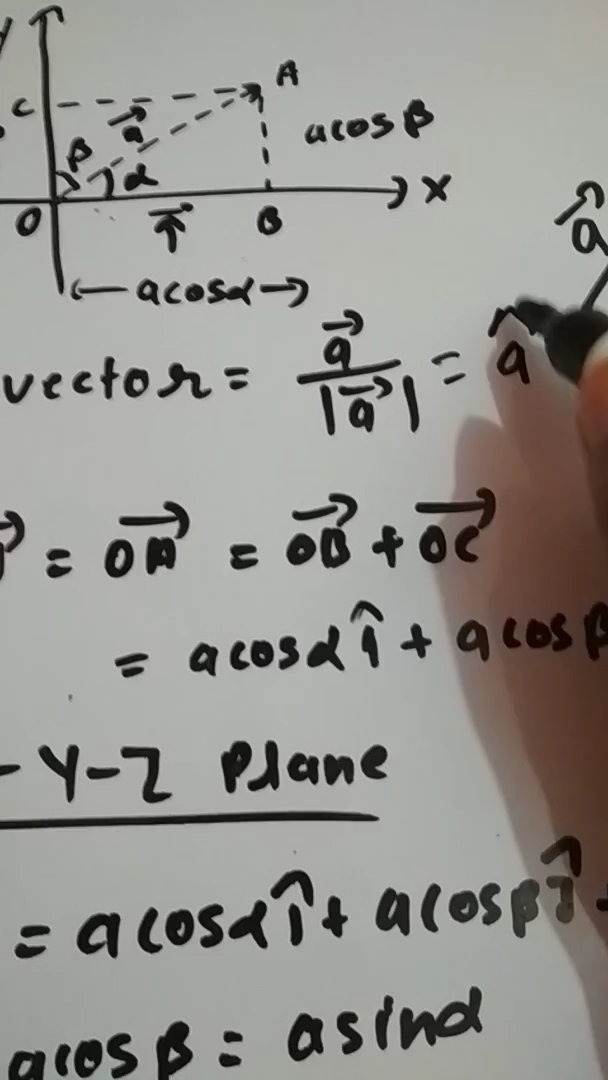 Y
A
C
a⃗
acosβ
β
α
X
O
B
←acosα→
â
vector = a⃗/|a⃗| = â
= OA⃗ = OB⃗ + OC⃗
= acosα î + acosβ
-Y-Z Plane
= acosα î + acosβ ĵ
acosβ = asinα